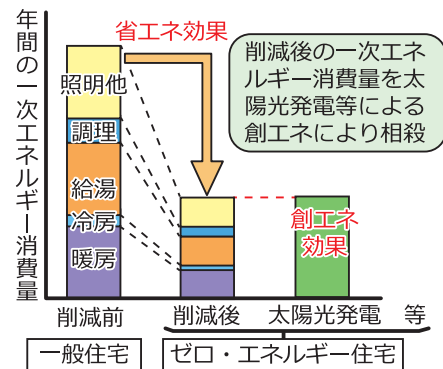 年間の一次エネルギー消費量
省エネ効果
削減後の一次エネ
ルギー消費量を太
陽光発電等による
創エネにより相殺
照明他
調理
給湯
冷房
暖房
創エネ
効果
削減前
削減後
太陽光発電
等
一般住宅
ゼロ・エネルギー住宅